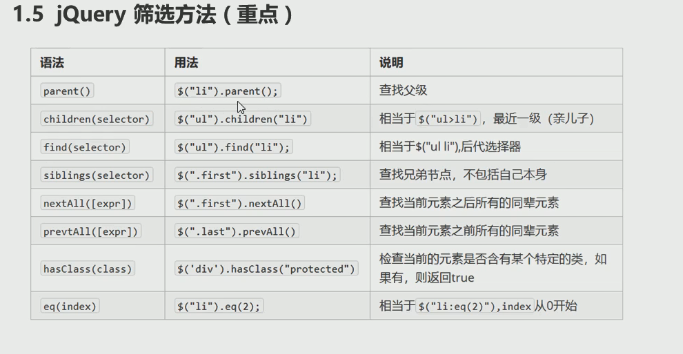 1.5 jQuery 筛选方法（重点）
语法 用法 说明
parent() $("li").parent(); 查找父级
children(selector) $("ul").children("li") 相当于$("ul>li")，最近一级（亲儿子）
find(selector) $("ul").find("li"); 相当于$("ul li"),后代选择器
siblings(selector) $(".first").siblings("li"); 查找兄弟节点，不包括自己本身
nextAll([expr]) $(".first").nextAll() 查找当前元素之后所有的同辈元素
prevtAll([expr]) $(".last").prevAll() 查找当前元素之前所有的同辈元素
hasClass(class) $('div').hasClass("protected") 检查当前的元素是否含有某个特定的类，如
果有，则返回true
eq(index) $("li").eq(2); 相当于$("li:eq(2)"),index从0开始